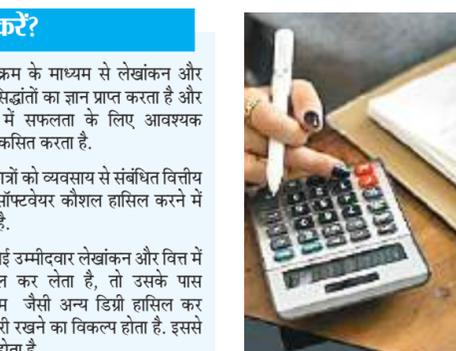 करें?
क्रम के माध्यम से लेखांकन और
सिद्धांतों का ज्ञान प्राप्त करता है और
में सफलता के लिए आवश्यक
कसित करता है.
ात्रों को व्यवसाय से संबंधित वित्तीय
सॉफ्टवेयर कौशल हासिल करने में
है.
ई उम्मीदवार लेखांकन और वित्त में
ल कर लेता है, तो उसके पास
म जैसी अन्य डिग्री हासिल कर
री रखने का विकल्प होता है. इससे
होता है